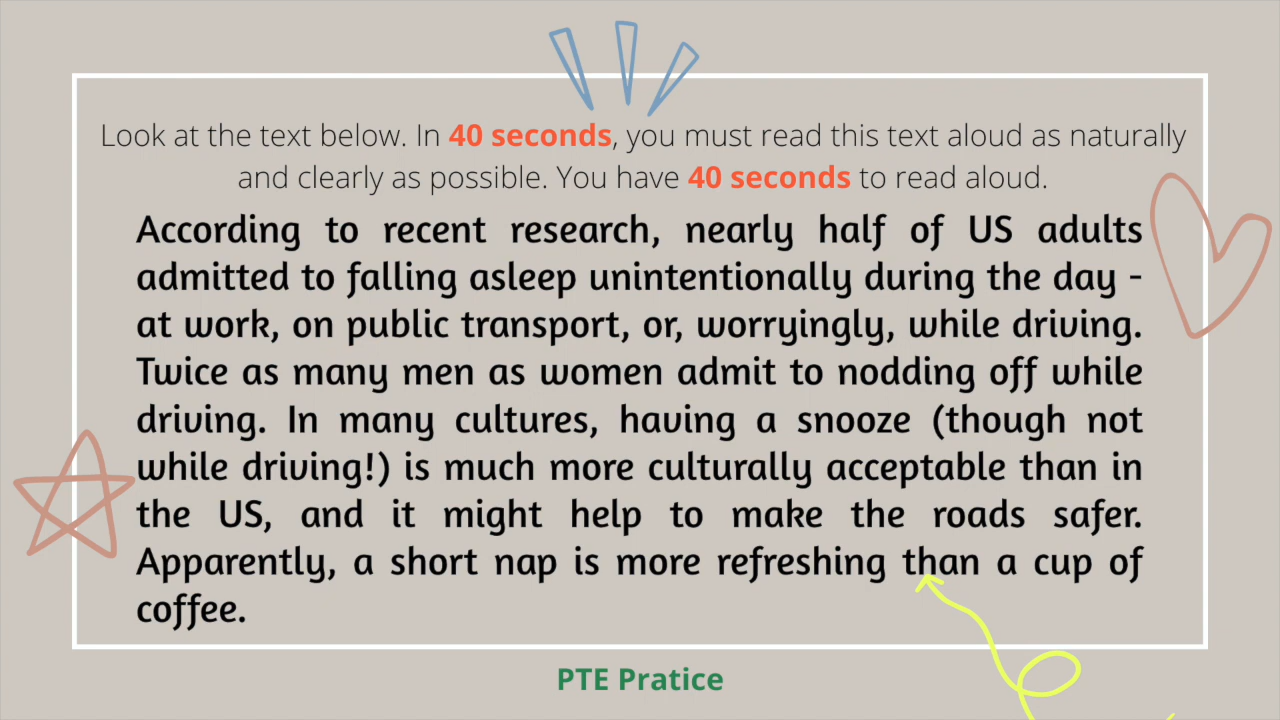 Look at the text below. In 40 seconds, you must read this text aloud as naturally
and clearly as possible. You have 40 seconds to read aloud.
According to recent research, nearly half of US adults
admitted to falling asleep unintentionally during the day -
at work, on public transport, or, worryingly, while driving.
Twice as many men as women admit to nodding off while
driving. In many cultures, having a snooze (though not
while driving!) is much more culturally acceptable than in
the US, and it might help to make the roads safer.
Apparently, a short nap is more refreshing than a cup of
coffee.
PTE Pratice